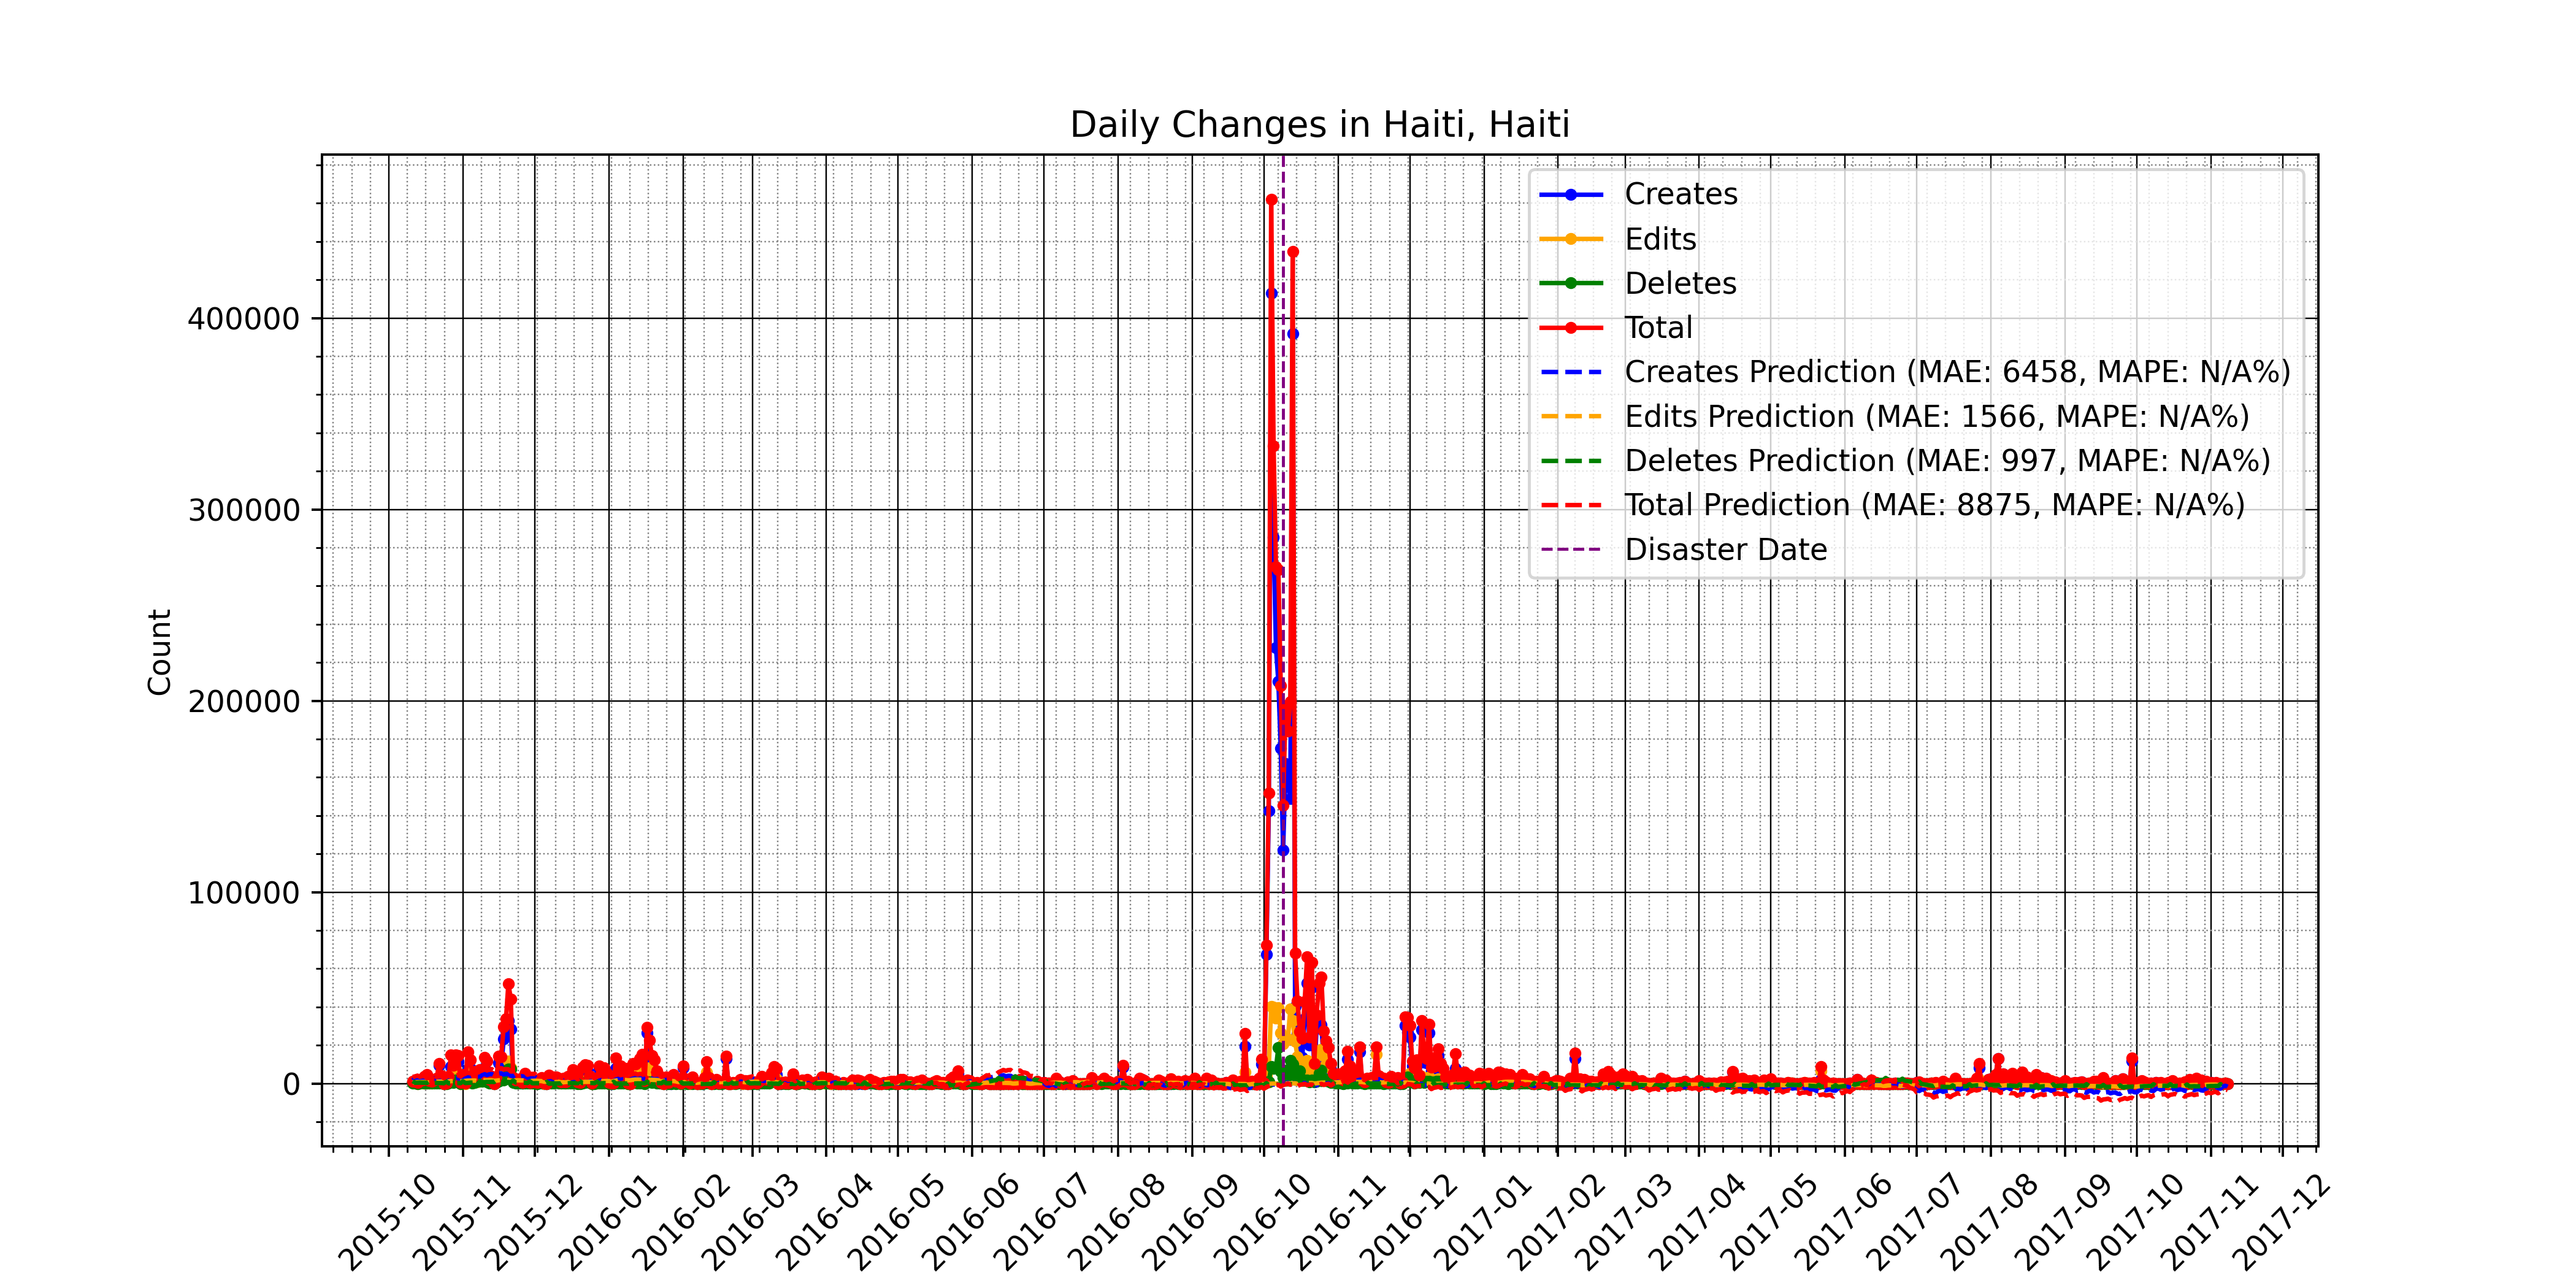 Daily Changes in Haiti, Haiti
Creates
Edits
Deletes
Total
Creates Prediction (MAE: 6458, MAPE: N/A%)
Edits Prediction (MAE: 1566, MAPE: N/A%)
Deletes Prediction (MAE: 997, MAPE: N/A%)
Total Prediction (MAE: 8875, MAPE: N/A%)
Disaster Date
Count
400000
300000
200000
100000
0
2015-10
2015-11
2015-12
2016-01
2016-02
2016-03
2016-04
2016-05
2016-06
2016-07
2016-08
2016-09
2016-10
2016-11
2016-12
2017-01
2017-02
2017-03
2017-04
2017-05
2017-06
2017-07
2017-08
2017-09
2017-10
2017-11
2017-12